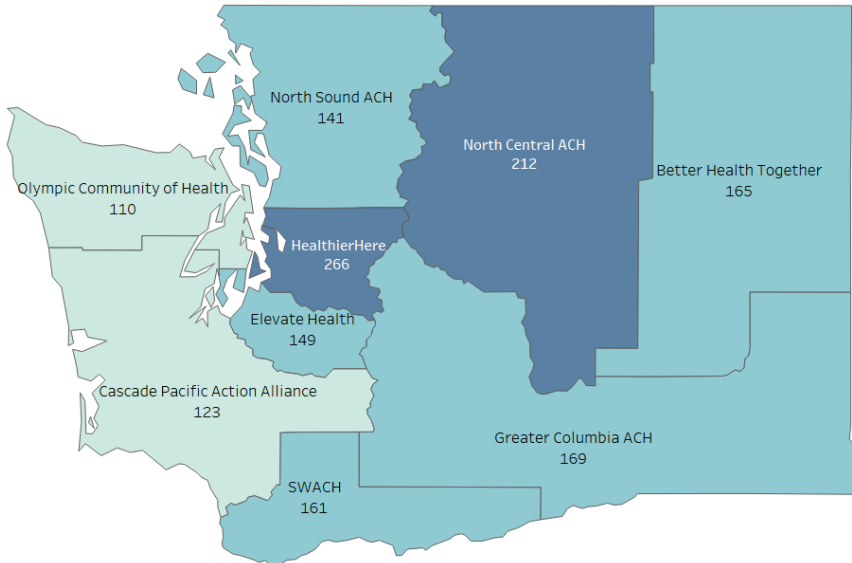 North Sound ACH
141
North Central ACH
212
Better Health Together
165
Olympic Community of Health
110
HealthierHere
266
Elevate Health
149
Cascade Pacific Action Alliance
123
Greater Columbia ACH
169
SWACH
161